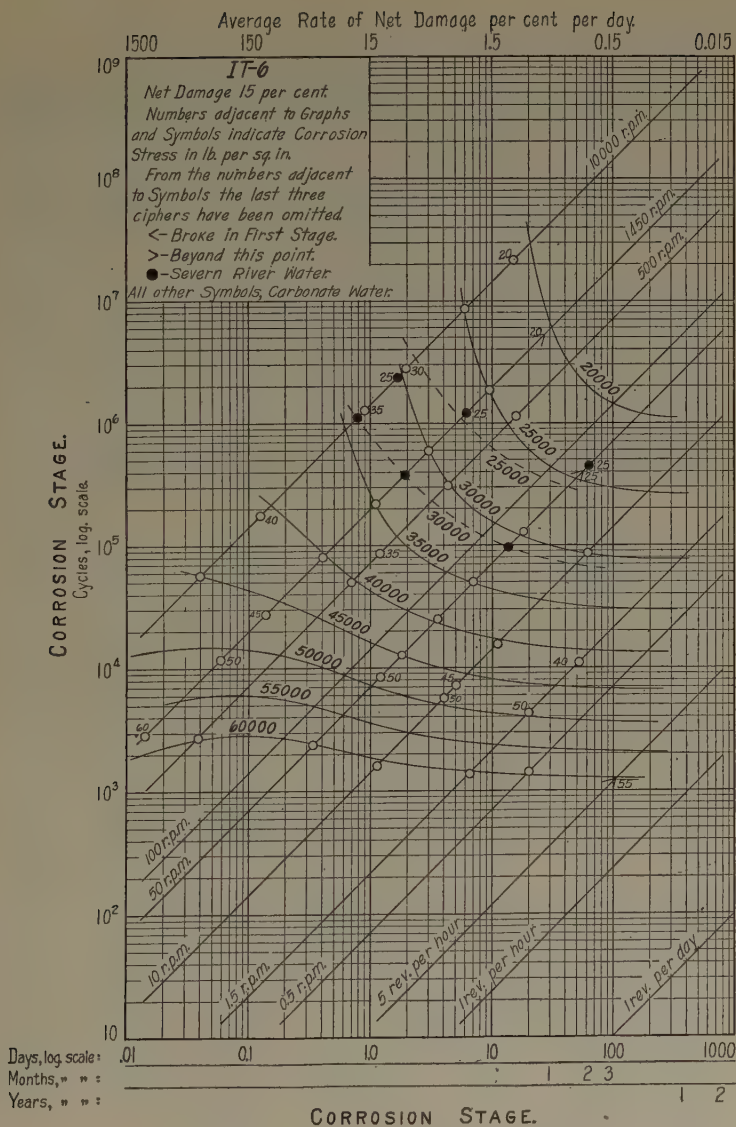 Average Rate of Net Damage per cent per day.
1500 150 15 1.5 0.15 0.015
IT-6
Net Damage 15 per cent.
Numbers adjacent to Graphs
and Symbols indicate Corrosion
Stress in lb. per sq. in.
From the numbers adjacent
to Symbols the last three
ciphers have been omitted.
<-Broke in First Stage.
>-Beyond this point.
●-Severn River Water.
All other Symbols, Carbonate Water.
10⁹
10⁸
10⁷
10⁶
10⁵
10⁴
10³
10²
10
CORROSION STAGE.
Cycles, log. scale.
10000 r.p.m.
1450 r.p.m.
500 r.p.m.
20
20
20000
25 30
35
25
25000
25000
25
125
30000
30000
35000
35
40
40000
45
45000
50
50000
50
45
50
40
50
55000
60
60000
55
100 r.p.m.
50 r.p.m.
10 r.p.m.
1.5 r.p.m.
0.5 r.p.m.
5 rev. per hour
1 rev. per hour
1 rev. per day
Days, log. scale: .01 0.1 1.0 10 100 1000
Months, " " : 1 2 3
Years, " " : 1 2
CORROSION STAGE.